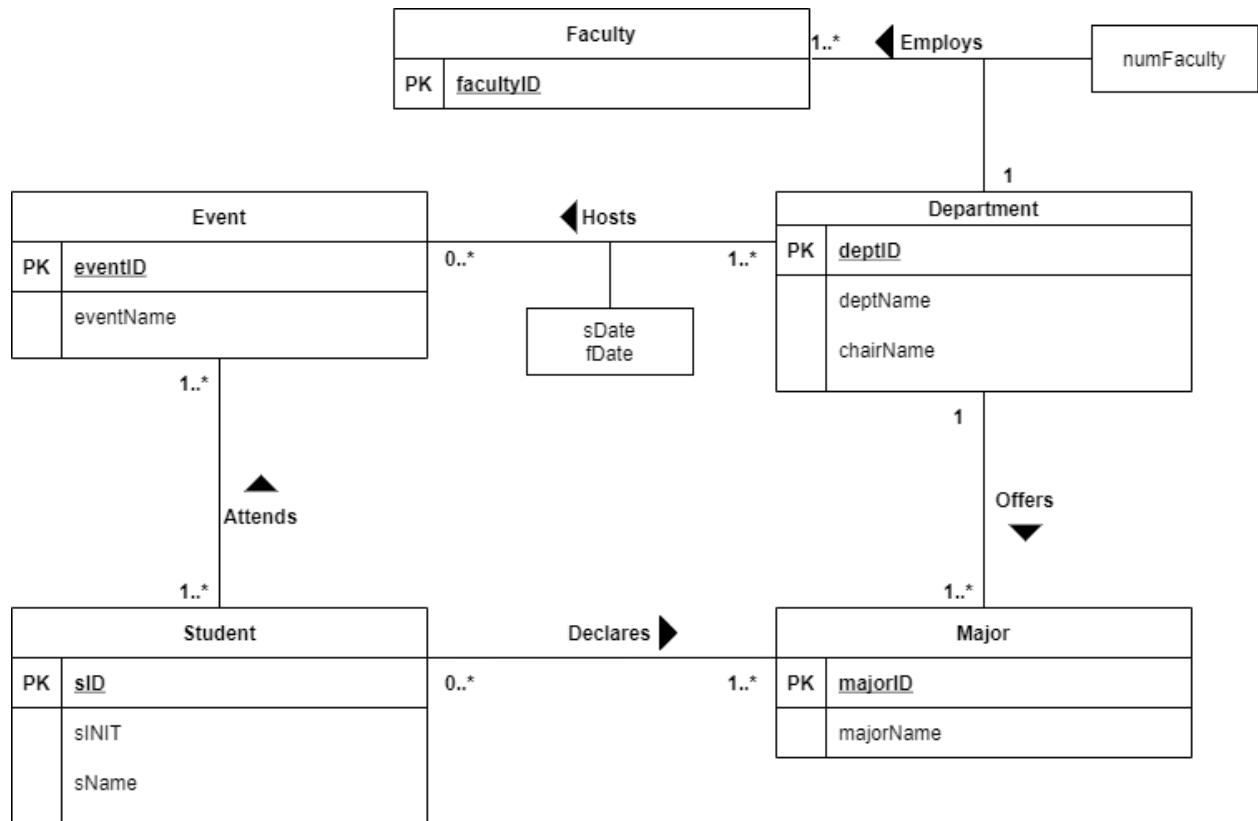 Faculty
PK facultyID
1..* Employs
numFaculty
1
Event
PK eventID
eventName
Hosts
0..* 1..*
sDate
fDate
Department
PK deptID
deptName
chairName
1..*
Attends
1..*
1
Offers
1..*
Student
PK sID
sINIT
sName
Declares
0..* 1..*
Major
PK majorID
majorName